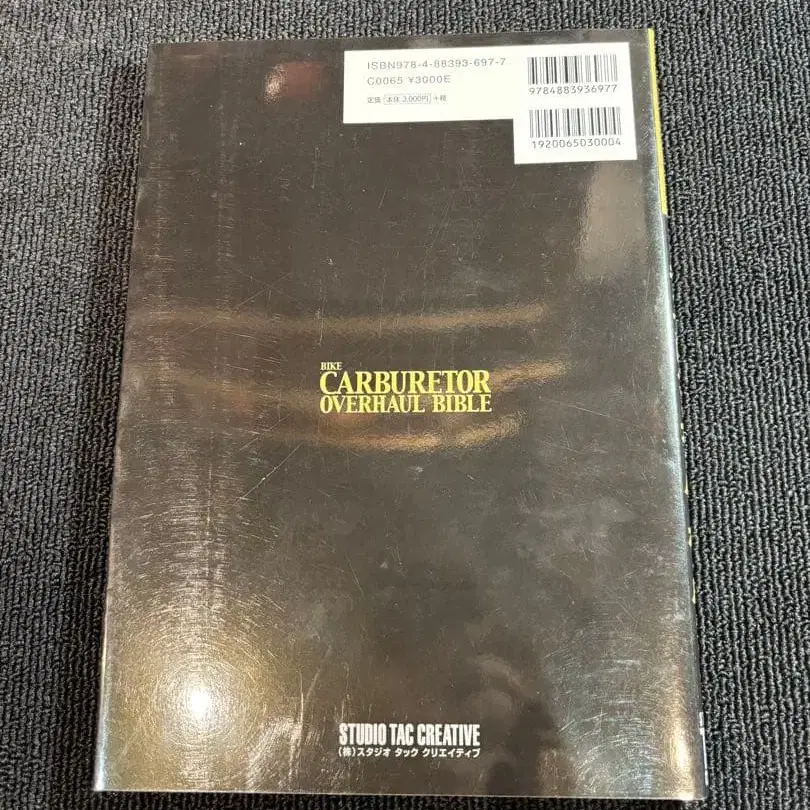 ISBN978-4-88393-697-7
C0065 ¥3000E
定価 本体 3,000円 +税
9784883936977
1920065030004
BIKE
CARBURETOR
OVERHAUL BIBLE
STUDIO TAC CREATIVE
(株)スタジオ タック クリエイティブ